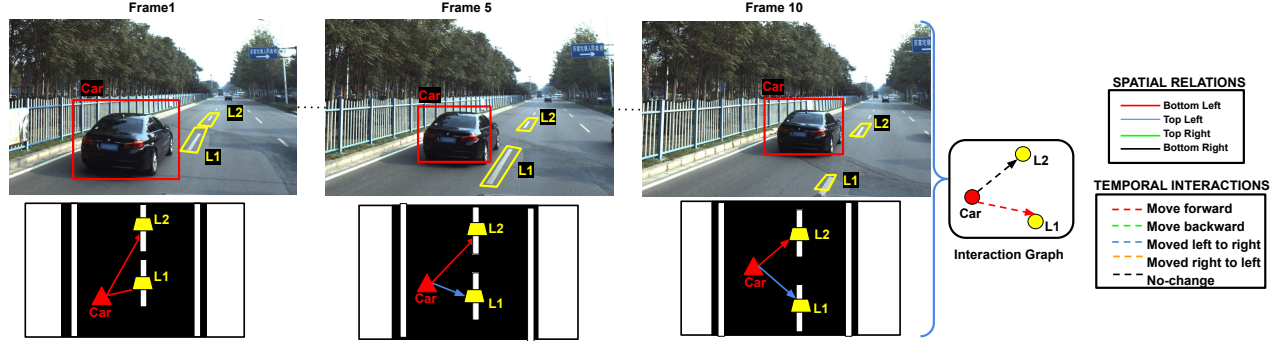 Frame1
Frame 5
Frame 10
Car
L2
L1
Car
L2
L1
Car
L2
L1
L2
L1
Car
L2
L1
Car
L2
L1
Car
L2
Car
L1
Interaction Graph
SPATIAL RELATIONS
Bottom Left
Top Left
Top Right
Bottom Right
TEMPORAL INTERACTIONS
Move forward
Move backward
Moved left to right
Moved right to left
No-change